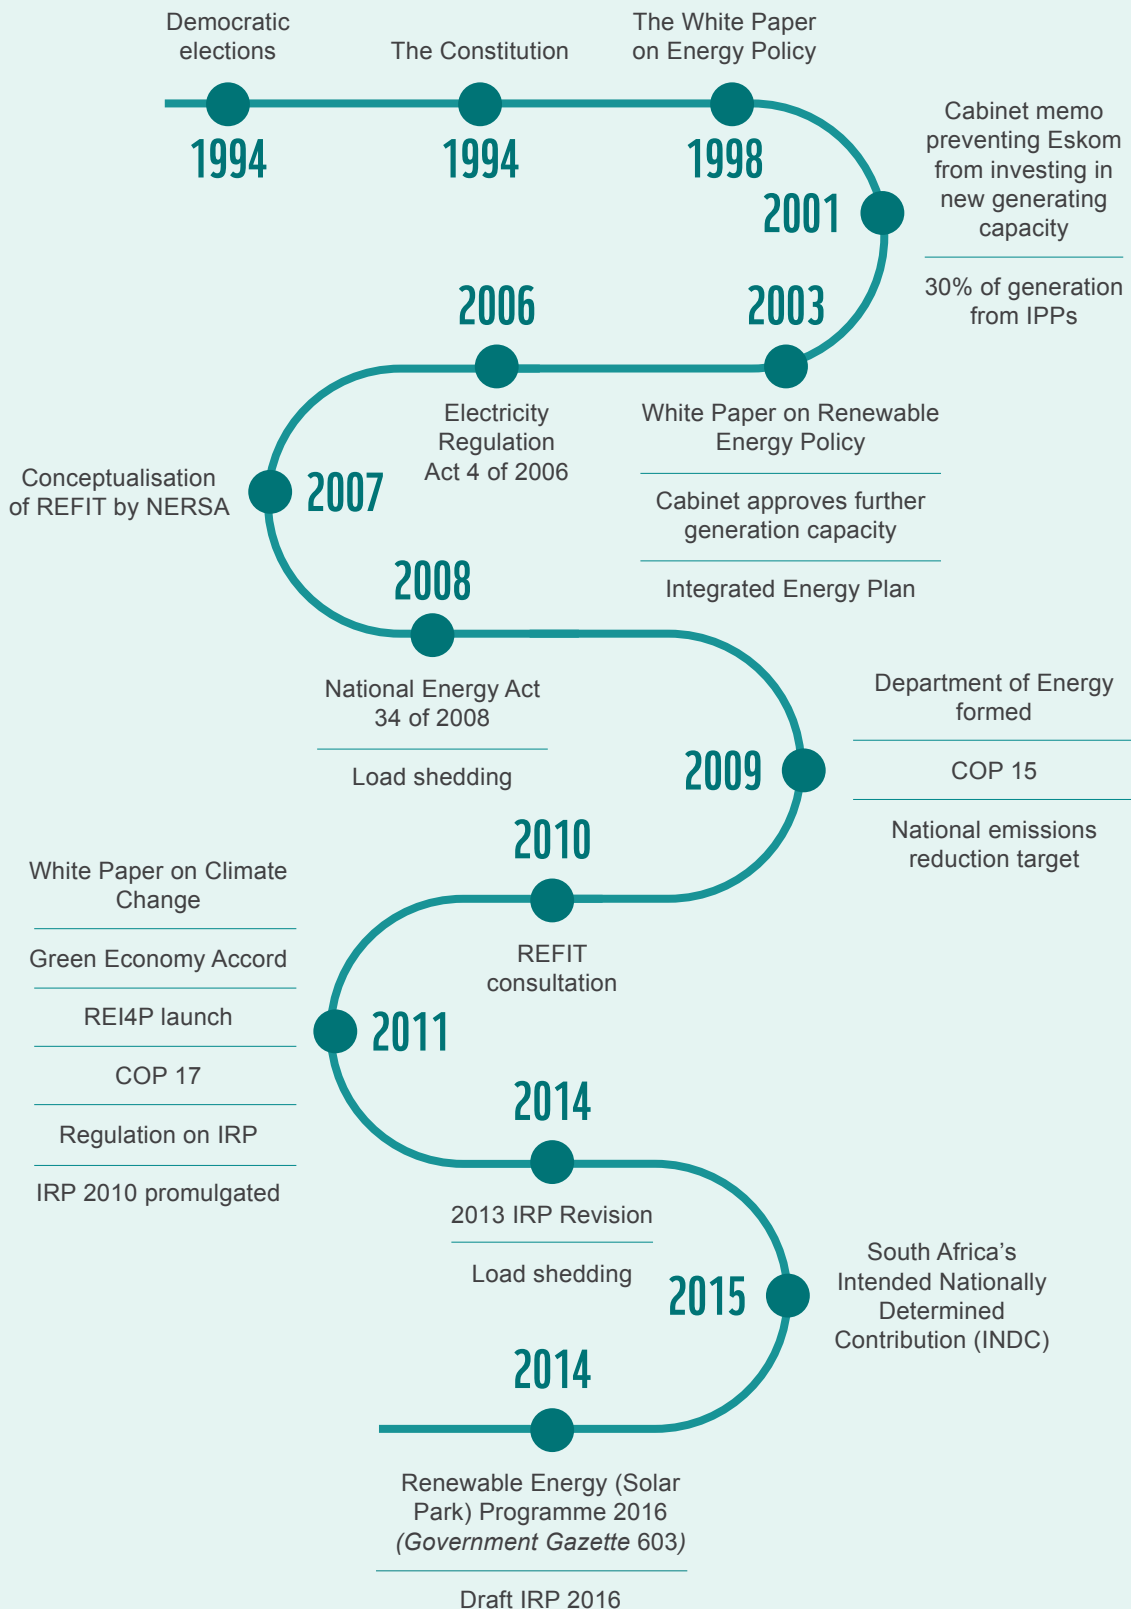 Democratic
elections
1994
The Constitution
1994
The White Paper
on Energy Policy
1998
2001
Cabinet memo
preventing Eskom
from investing in
new generating
capacity
30% of generation
from IPPs
2003
White Paper on Renewable
Energy Policy
Cabinet approves further
generation capacity
Integrated Energy Plan
2006
Electricity
Regulation
Act 4 of 2006
Conceptualisation
of REFIT by NERSA
2007
2008
National Energy Act
34 of 2008
Load shedding
2009
Department of Energy
formed
COP 15
National emissions
reduction target
2010
REFIT
consultation
White Paper on Climate
Change
Green Economy Accord
REI4P launch
COP 17
Regulation on IRP
IRP 2010 promulgated
2011
2014
2013 IRP Revision
Load shedding
2015
South Africa’s
Intended Nationally
Determined
Contribution (INDC)
2014
Renewable Energy (Solar
Park) Programme 2016
(Government Gazette 603)
Draft IRP 2016